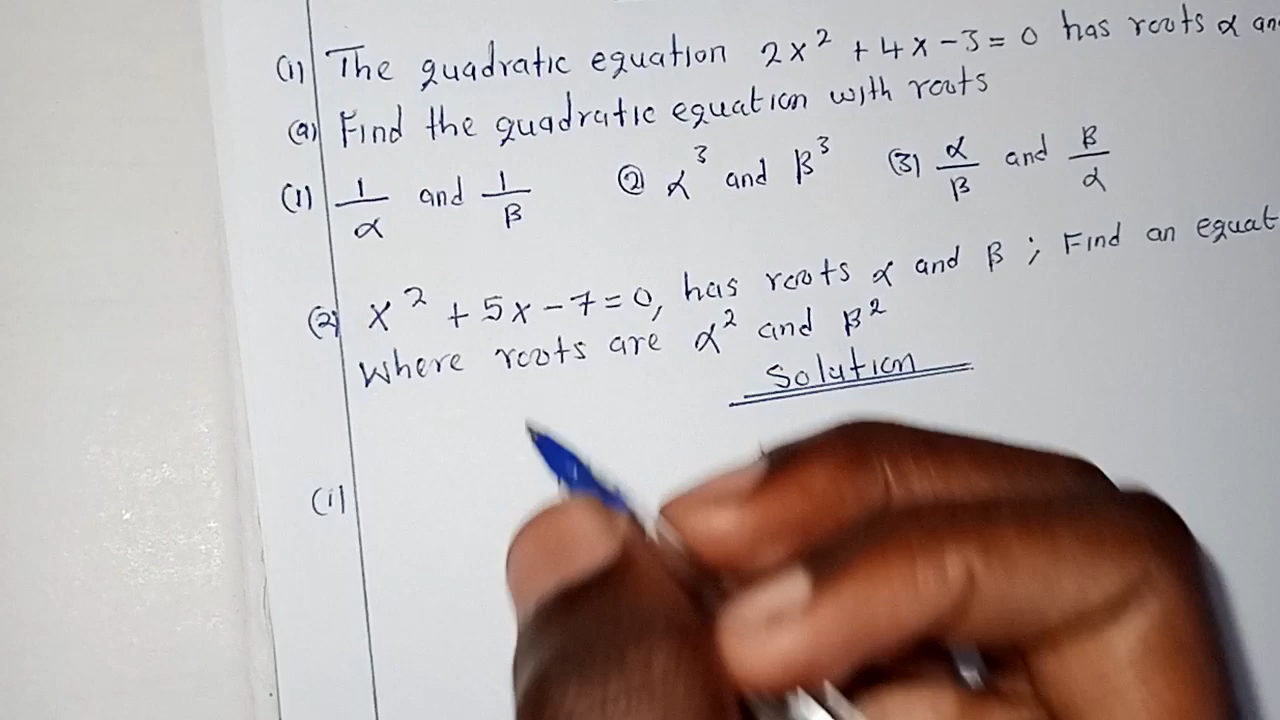 (1) The quadratic equation 2x² + 4x - 3 = 0 has roots α an
(a) Find the quadratic equation with roots
(1) 1/α and 1/β (2) α³ and β³ (3) α/β and β/α
(2) x² + 5x - 7 = 0, has roots α and β ; Find an equat
where roots are α² and β²
Solution
(1)